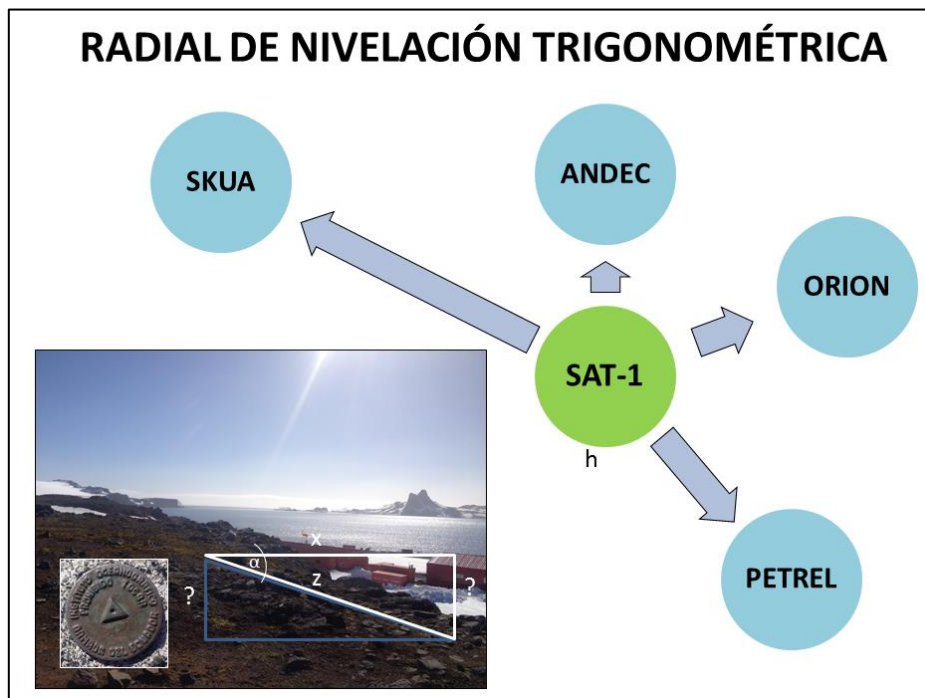 RADIAL DE NIVELACIÓN TRIGONOMÉTRICA
SKUA
ANDEC
ORION
SAT-1
h
PETREL
x
α
z
?
?